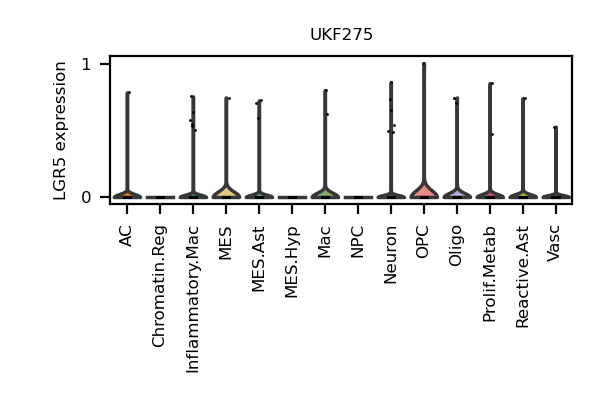 UKF275
LGR5 expression
1
0
AC
Chromatin.Reg
Inflammatory.Mac
MES
MES.Ast
MES.Hyp
Mac
NPC
Neuron
OPC
Oligo
Prolif.Metab
Reactive.Ast
Vasc